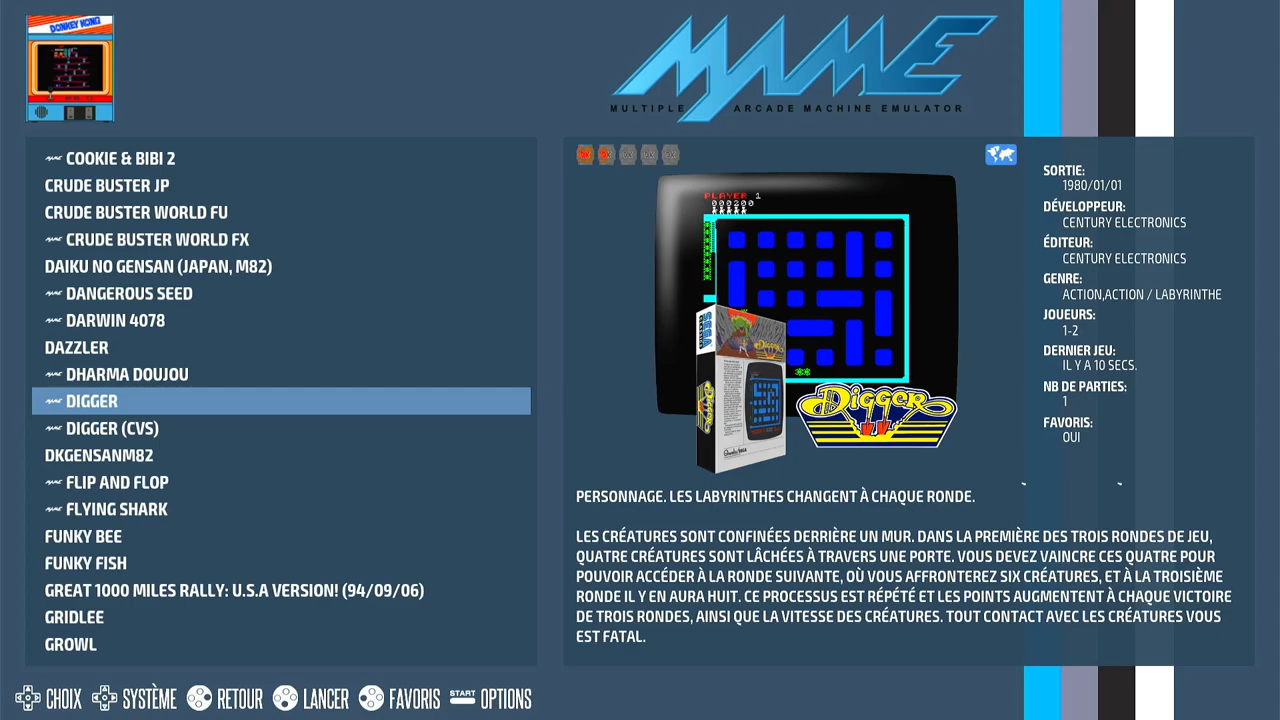 DONKEY KONG
MAME
MULTIPLE ARCADE MACHINE EMULATOR
COOKIE & BIBI 2
CRUDE BUSTER JP
CRUDE BUSTER WORLD FU
CRUDE BUSTER WORLD FX
DAIKU NO GENSAN (JAPAN, M82)
DANGEROUS SEED
DARWIN 4078
DAZZLER
DHARMA DOUJOU
DIGGER
DIGGER (CVS)
DKGENSANM82
FLIP AND FLOP
FLYING SHARK
FUNKY BEE
FUNKY FISH
GREAT 1000 MILES RALLY: U.S.A VERSION! (94/09/06)
GRIDLEE
GROWL
PLAYER 1
000200
SEGA
Digger
Digger
Digger
SORTIE:
1980/01/01
DÉVELOPPEUR:
CENTURY ELECTRONICS
ÉDITEUR:
CENTURY ELECTRONICS
GENRE:
ACTION,ACTION / LABYRINTHE
JOUEURS:
1-2
DERNIER JEU:
IL Y A 10 SECS.
NB DE PARTIES:
1
FAVORIS:
OUI
PERSONNAGE. LES LABYRINTHES CHANGENT À CHAQUE RONDE.
LES CRÉATURES SONT CONFINÉES DERRIÈRE UN MUR. DANS LA PREMIÈRE DES TROIS RONDES DE JEU,
QUATRE CRÉATURES SONT LÂCHÉES À TRAVERS UNE PORTE. VOUS DEVEZ VAINCRE CES QUATRE POUR
POUVOIR ACCÉDER À LA RONDE SUIVANTE, OÙ VOUS AFFRONTEREZ SIX CRÉATURES, ET À LA TROISIÈME
RONDE IL Y EN AURA HUIT. CE PROCESSUS EST RÉPÉTÉ ET LES POINTS AUGMENTENT À CHAQUE VICTOIRE
DE TROIS RONDES, AINSI QUE LA VITESSE DES CRÉATURES. TOUT CONTACT AVEC LES CRÉATURES VOUS
EST FATAL.
CHOIX SYSTÈME RETOUR LANCER FAVORIS START OPTIONS